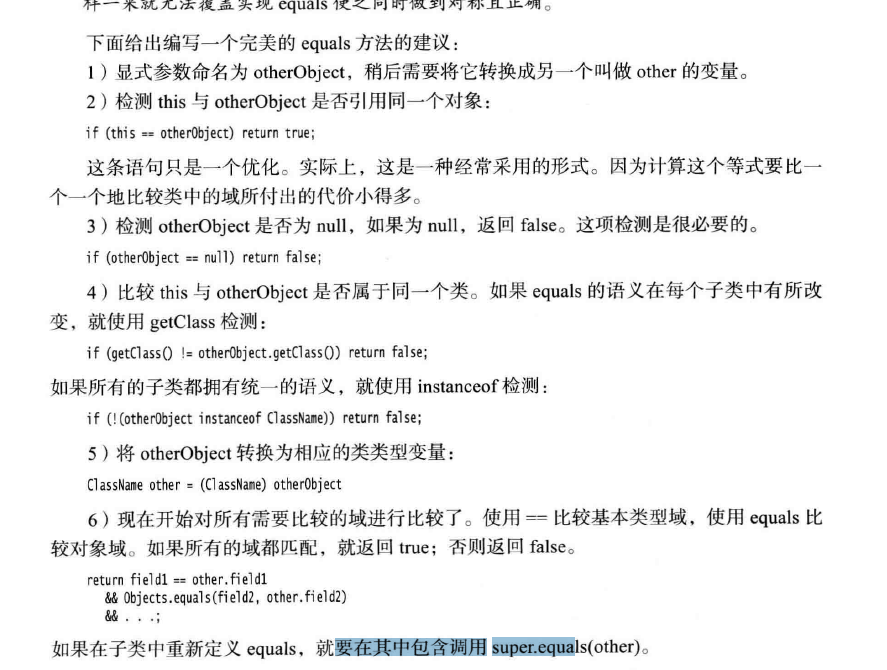 样一来就无法覆盖实现 equals 使之同时做到对称且正确。
下面给出编写一个完美的 equals 方法的建议：
1）显式参数命名为 otherObject，稍后需要将它转换成另一个叫做 other 的变量。
2）检测 this 与 otherObject 是否引用同一个对象：
if (this == otherObject) return true;
这条语句只是一个优化。实际上，这是一种经常采用的形式。因为计算这个等式要比一
个一个地比较类中的域所付出的代价小得多。
3）检测 otherObject 是否为 null，如果为 null，返回 false。这项检测是很必要的。
if (otherObject == null) return false;
4）比较 this 与 otherObject 是否属于同一个类。如果 equals 的语义在每个子类中有所改
变，就使用 getClass 检测：
if (getClass() != otherObject.getClass()) return false;
如果所有的子类都拥有统一的语义，就使用 instanceof 检测：
if (!(otherObject instanceof ClassName)) return false;
5）将 otherObject 转换为相应的类类型变量：
ClassName other = (ClassName) otherObject
6）现在开始对所有需要比较的域进行比较了。使用 == 比较基本类型域，使用 equals 比
较对象域。如果所有的域都匹配，就返回 true；否则返回 false。
return field1 == other.field1
&& Objects.equals(field2, other.field2)
&& . . .;
如果在子类中重新定义 equals，就要在其中包含调用 super.equals(other)。